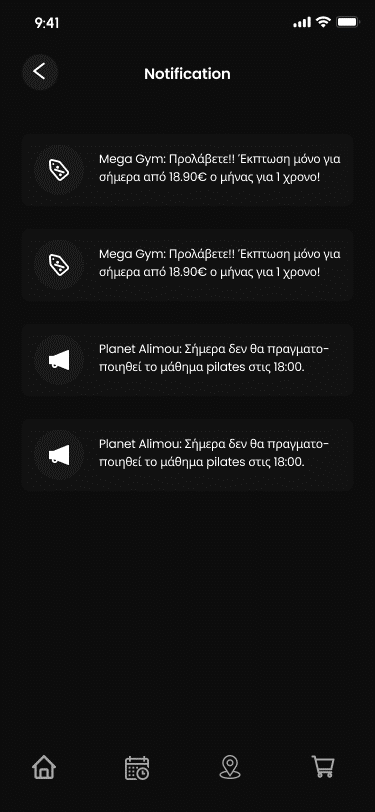 9:41
Notification
Mega Gym: Προλάβετε!! Έκπτωση μόνο για
σήμερα από 18.90€ ο μήνας για 1 χρονο!
Mega Gym: Προλάβετε!! Έκπτωση μόνο για
σήμερα από 18.90€ ο μήνας για 1 χρονο!
Planet Alimou: Σήμερα δεν θα πραγματο-
ποιηθεί το μάθημα pilates στις 18:00.
Planet Alimou: Σήμερα δεν θα πραγματο-
ποιηθεί το μάθημα pilates στις 18:00.